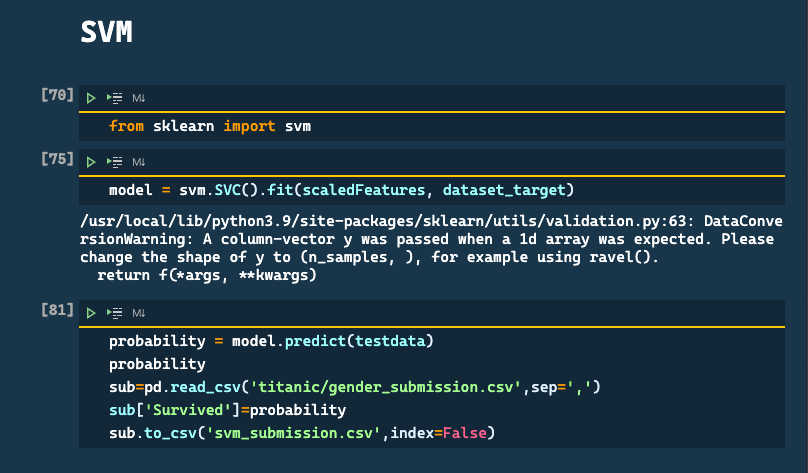 SVM
[70]
M↓
from sklearn import svm
[75]
M↓
model = svm.SVC().fit(scaledFeatures, dataset_target)
/usr/local/lib/python3.9/site-packages/sklearn/utils/validation.py:63: DataConve
rsionWarning: A column-vector y was passed when a 1d array was expected. Please
change the shape of y to (n_samples, ), for example using ravel().
return f(*args, **kwargs)
[81]
M↓
probability = model.predict(testdata)
probability
sub=pd.read_csv('titanic/gender_submission.csv',sep=',')
sub['Survived']=probability
sub.to_csv('svm_submission.csv',index=False)